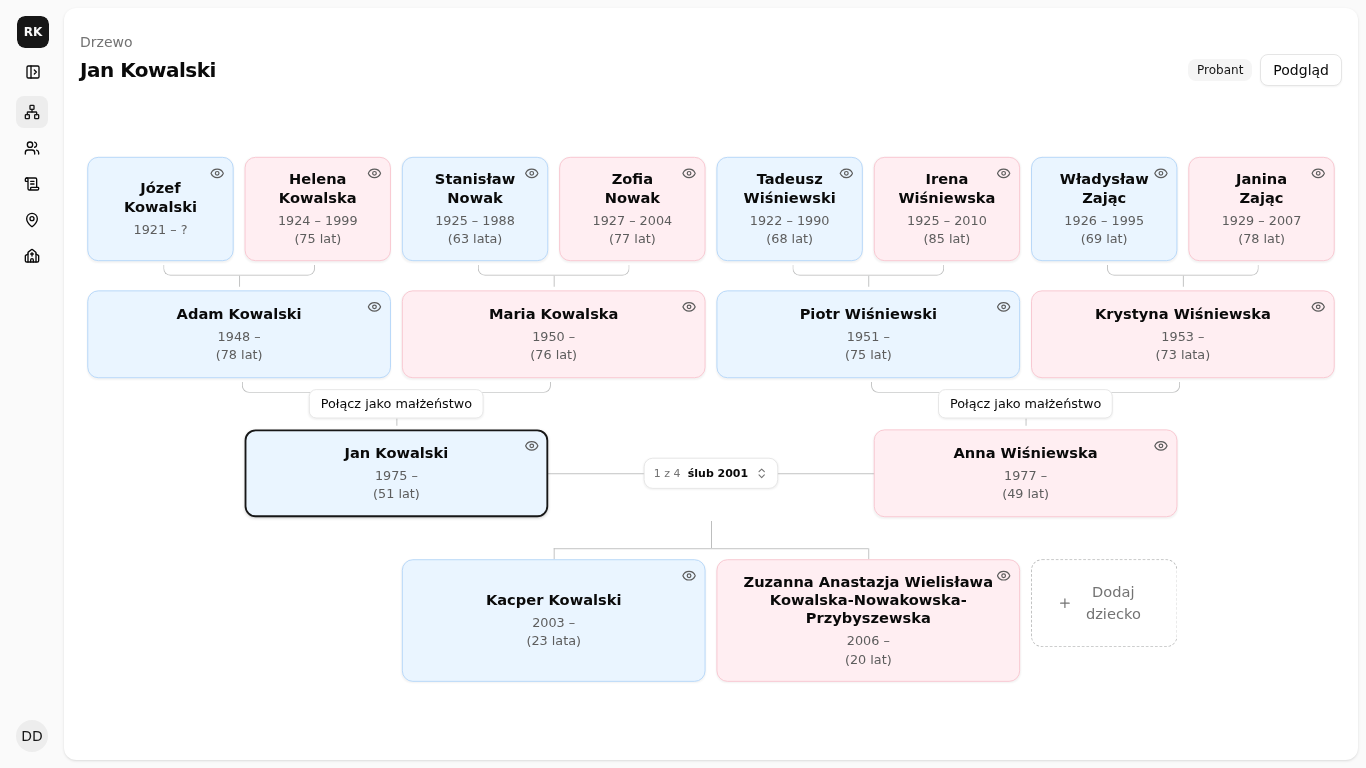 RK
Drzewo
Jan Kowalski
Probant
Podgląd
Józef
Kowalski
1921 – ?
Helena
Kowalska
1924 – 1999
(75 lat)
Stanisław
Nowak
1925 – 1988
(63 lata)
Zofia
Nowak
1927 – 2004
(77 lat)
Tadeusz
Wiśniewski
1922 – 1990
(68 lat)
Irena
Wiśniewska
1925 – 2010
(85 lat)
Władysław
Zając
1926 – 1995
(69 lat)
Janina
Zając
1929 – 2007
(78 lat)
Adam Kowalski
1948 –
(78 lat)
Maria Kowalska
1950 –
(76 lat)
Piotr Wiśniewski
1951 –
(75 lat)
Krystyna Wiśniewska
1953 –
(73 lata)
Połącz jako małżeństwo
Połącz jako małżeństwo
Jan Kowalski
1975 –
(51 lat)
1 z 4 ślub 2001
Anna Wiśniewska
1977 –
(49 lat)
Kacper Kowalski
2003 –
(23 lata)
Zuzanna Anastazja Wielisława
Kowalska-Nowakowska-
Przybyszewska
2006 –
(20 lat)
Dodaj
dziecko
DD